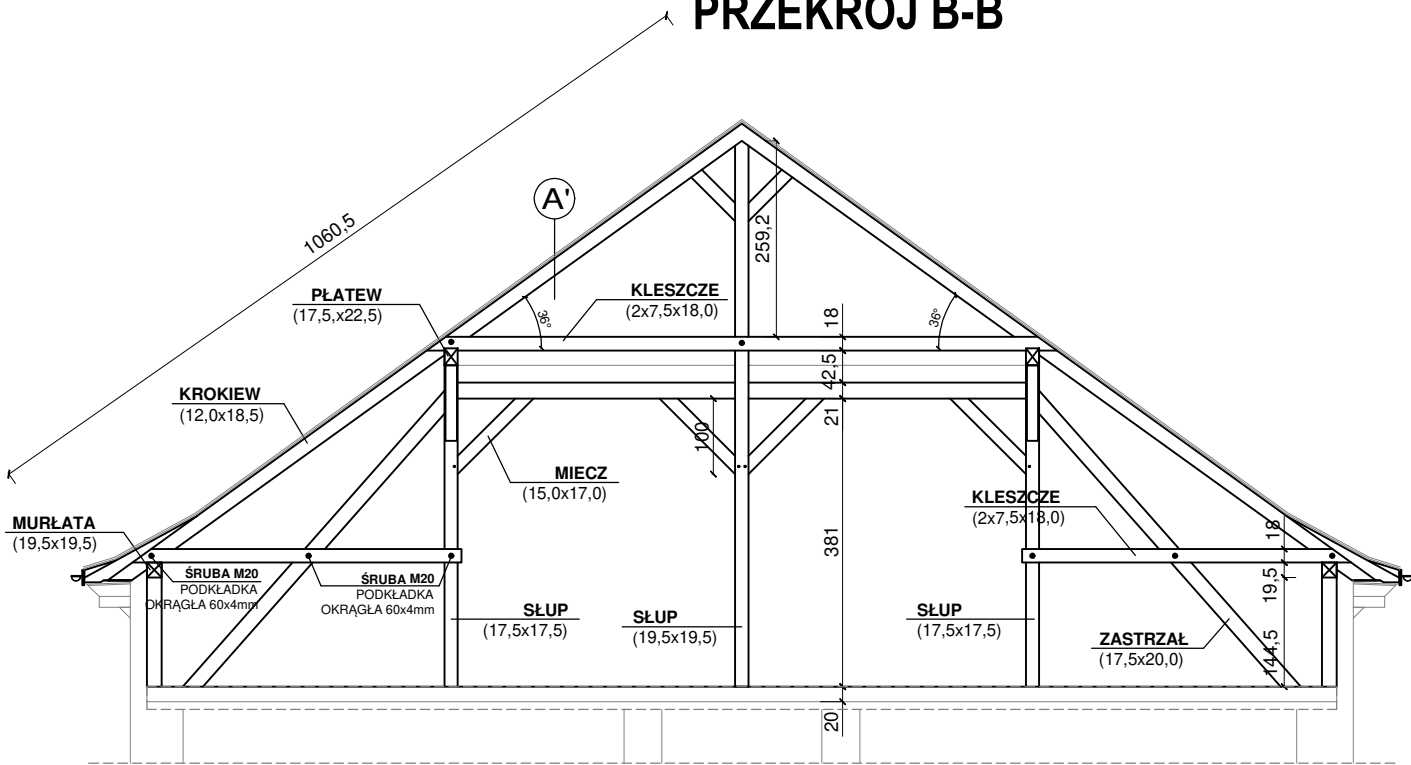 PRZEKRÓJ B-B
1060,5
A'
259,2
PŁATEW
(17,5,x22,5)
KLESZCZE
(2x7,5x18,0)
36°
36°
18
42,5
KROKIEW
(12,0x18,5)
21
100
MIECZ
(15,0x17,0)
KLESZCZE
(2x7,5x18,0)
MURŁATA
(19,5x19,5)
381
18
ŚRUBA M20
PODKŁADKA
OKRĄGŁA 60x4mm
ŚRUBA M20
PODKŁADKA
OKRĄGŁA 60x4mm
19,5
SŁUP
(17,5x17,5)
SŁUP
(19,5x19,5)
SŁUP
(17,5x17,5)
ZASTRZAŁ
(17,5x20,0)
144,5
20